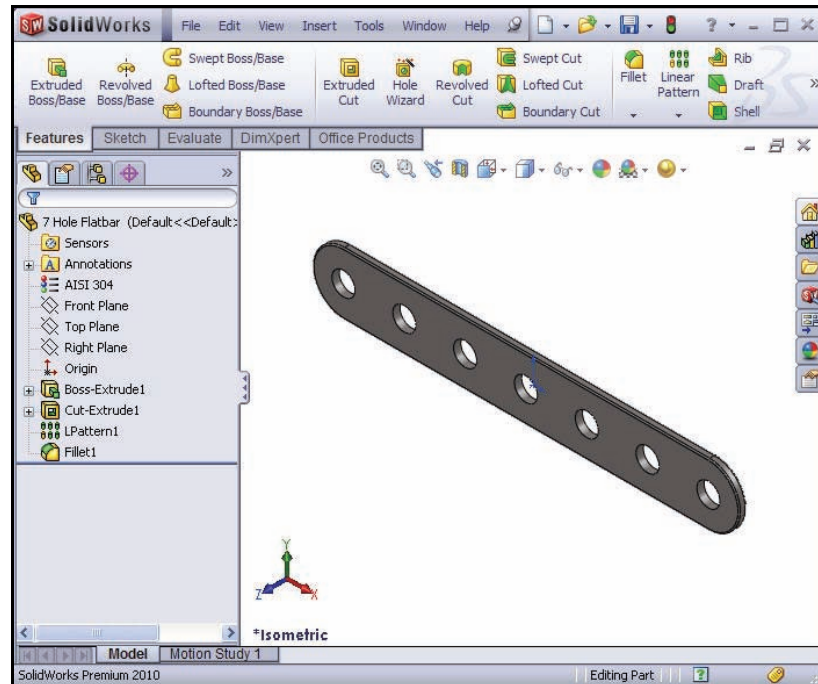 SolidWorks File Edit View Insert Tools Window Help
Extruded Boss/Base
Revolved Boss/Base
Swept Boss/Base
Lofted Boss/Base
Boundary Boss/Base
Extruded Cut
Hole Wizard
Revolved Cut
Swept Cut
Lofted Cut
Boundary Cut
Fillet
Linear Pattern
Rib
Draft
Shell
Features Sketch Evaluate DimXpert Office Products
7 Hole Flatbar (Default<<Default>
Sensors
Annotations
AISI 304
Front Plane
Top Plane
Right Plane
Origin
Boss-Extrude1
Cut-Extrude1
LPattern1
Fillet1
Y
Z X
*Isometric
Model Motion Study 1
SolidWorks Premium 2010 Editing Part